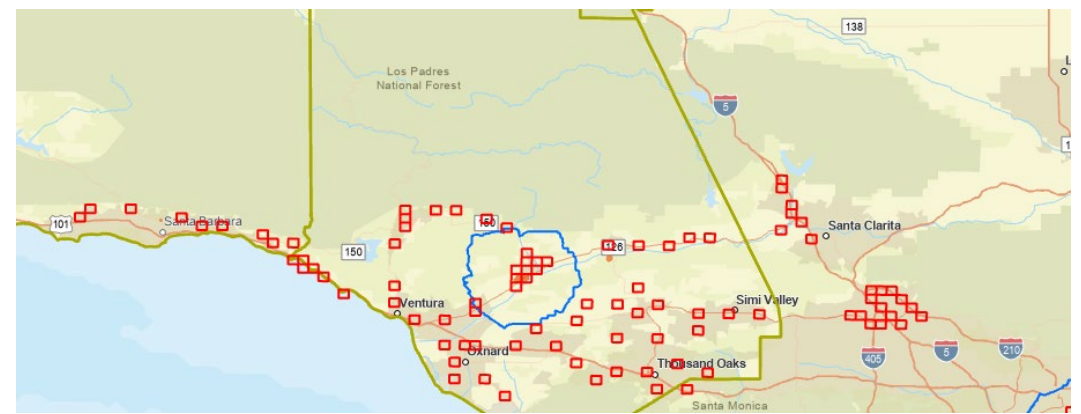 138
Los Padres
National Forest
5
101
Santa Barbara
150
150
126
Santa Clarita
Ventura
Simi Valley
Oxnard
Thousand Oaks
405
5
210
Santa Monica